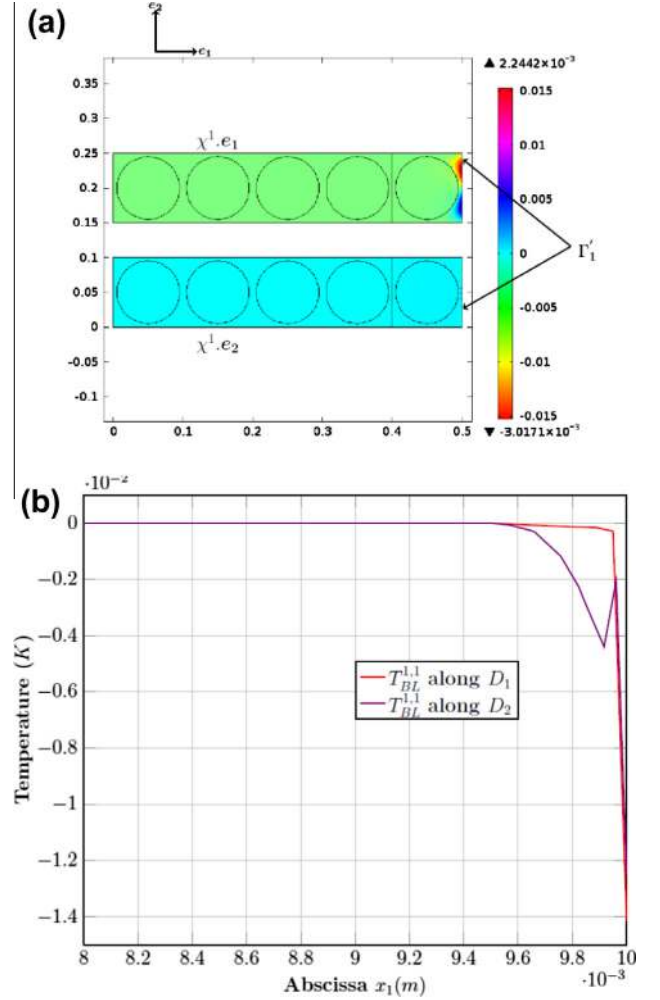 (a)
e₂
e₁
▲ 2.2442×10⁻³
0.35
0.3
0.25
0.2
0.15
0.1
0.05
0
-0.05
-0.1
χ¹.e₁
χ¹.e₂
0
0.1
0.2
0.3
0.4
0.5
0.015
0.01
0.005
0
-0.005
-0.01
-0.015
▼ -3.0171×10⁻³
Γ′₁
(b)
·10⁻²
0
−0.2
−0.4
−0.6
−0.8
−1
−1.2
−1.4
Temperature (K)
T_{BL}^{1,1} along D₁
T_{BL}^{1,1} along D₂
8 8.2 8.4 8.6 8.8 9 9.2 9.4 9.6 9.8 10
Abscissa x₁(m)
·10⁻³